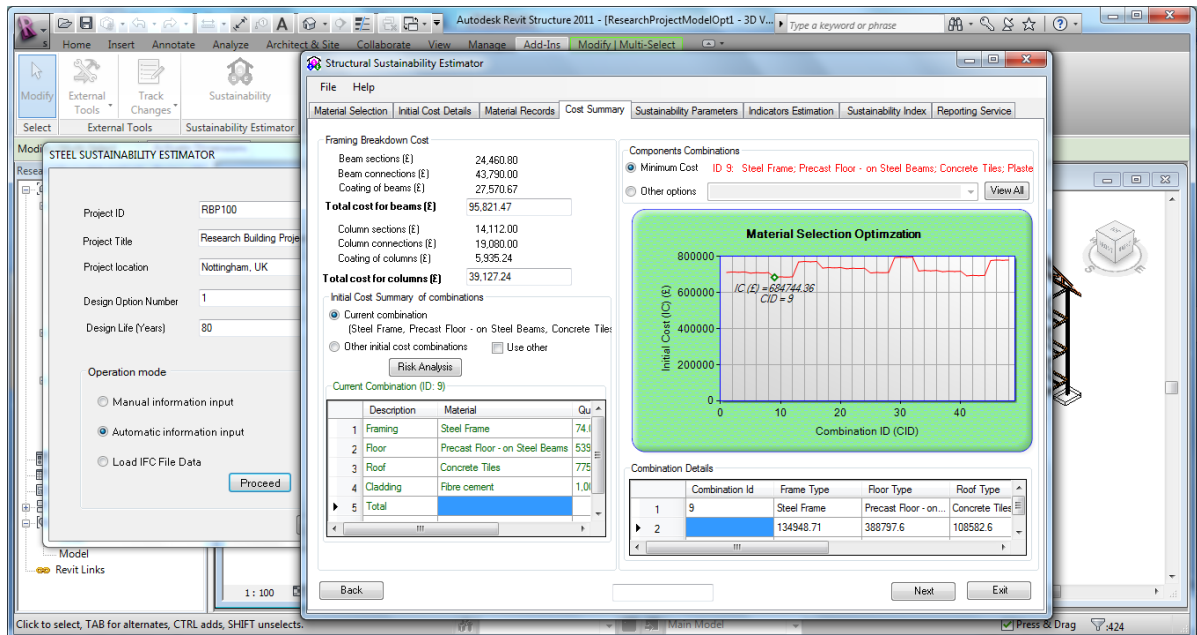 Autodesk Revit Structure 2011 - [ResearchProjectModelOpt1 - 3D V...
Type a keyword or phrase
Home Insert Annotate Analyze Architect & Site Collaborate View Manage Add-Ins Modify | Multi-Select
Modify
External Tools
Track Changes
Sustainability
Select External Tools Sustainability Estimator
Modi
Resea
STEEL SUSTAINABILITY ESTIMATOR
Project ID RBP100
Project Title Research Building Proje
Project location Nottingham, UK
Design Option Number 1
Design Life (Years) 80
Operation mode
Manual information input
Automatic information input
Load IFC File Data
Proceed
Model
Revit Links
1 : 100
Structural Sustainability Estimator
File Help
Material Selection Initial Cost Details Material Records Cost Summary Sustainability Parameters Indicators Estimation Sustainability Index Reporting Service
Framing Breakdown Cost
Beam sections (£) 24,460.80
Beam connections (£) 43,790.00
Coating of beams (£) 27,570.67
Total cost for beams (£) 95,821.47
Column sections (£) 14,112.00
Column connections (£) 19,080.00
Coating of columns (£) 5,935.24
Total cost for columns (£) 39,127.24
Initial Cost Summary of combinations
Current combination
(Steel Frame, Precast Floor - on Steel Beams, Concrete Tile
Other initial cost combinations Use other
Risk Analysis
Current Combination (ID: 9)
Description Material Qu
1 Framing Steel Frame 74.
2 Floor Precast Floor - on Steel Beams 539
3 Roof Concrete Tiles 775
4 Cladding Fibre cement 1,00
5 Total
Components Combinations
Minimum Cost ID 9: Steel Frame; Precast Floor - on Steel Beams; Concrete Tiles; Plaste
Other options View All
Material Selection Optimzation
800000
600000
400000
200000
0
Initial Cost (IC) (£)
IC (£) = 684744.36
CID = 9
0 10 20 30 40
Combination ID (CID)
Combination Details
Combination Id Frame Type Floor Type Roof Type
1 9 Steel Frame Precast Floor - on... Concrete Tiles
2 134948.71 388797.6 108582.6
Back Next Exit
Click to select, TAB for alternates, CTRL adds, SHIFT unselects.
Main Model
Press & Drag
:424